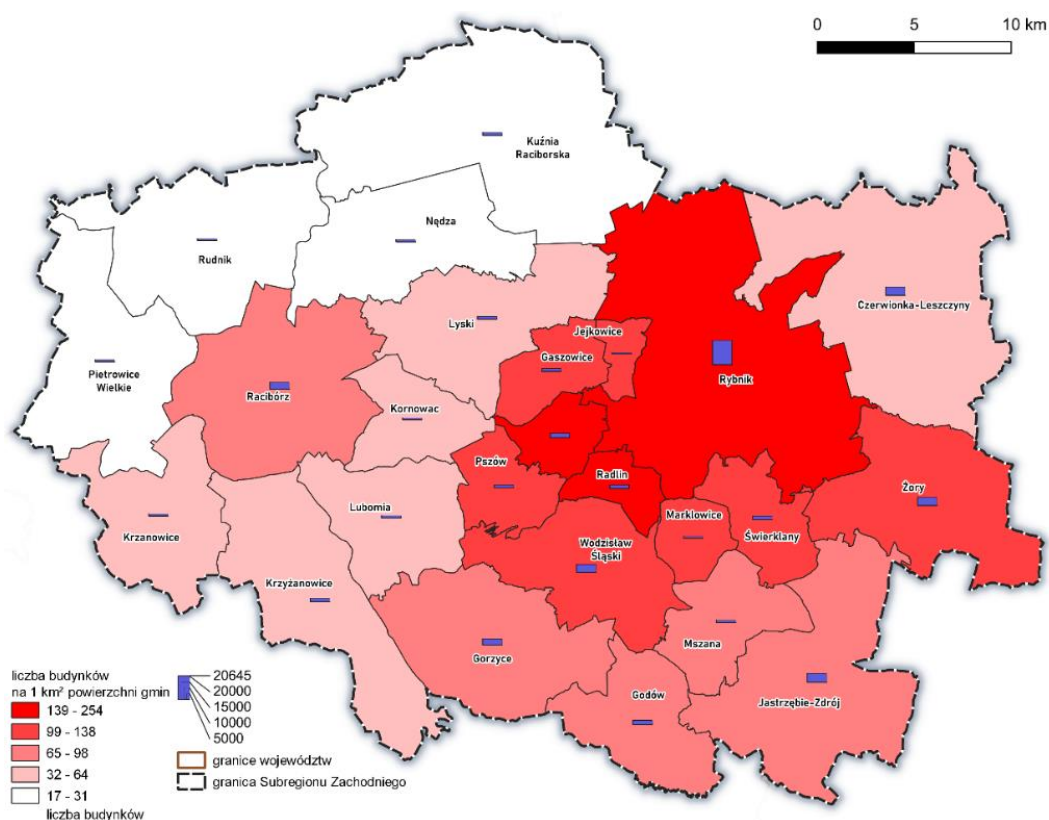 0 5 10 km
Kuźnia
Raciborska
Nędza
Rudnik
Czerwionka-Leszczyny
Lyski
Jejkowice
Gaszowice
Pietrowice
Wielkie
Rybnik
Racibórz
Kornowac
Pszów
Radlin
Żory
Lubomia
Marklowice
Krzanowice
Świerklany
Wodzisław
Śląski
Krzyżanowice
Mszana
Gorzyce
Godów
Jastrzębie-Zdrój
liczba budynków
na 1 km² powierzchni gmin
139 - 254
99 - 138
65 - 98
32 - 64
17 - 31
liczba budynków
20645
20000
15000
10000
5000
granice województw
granica Subregionu Zachodniego